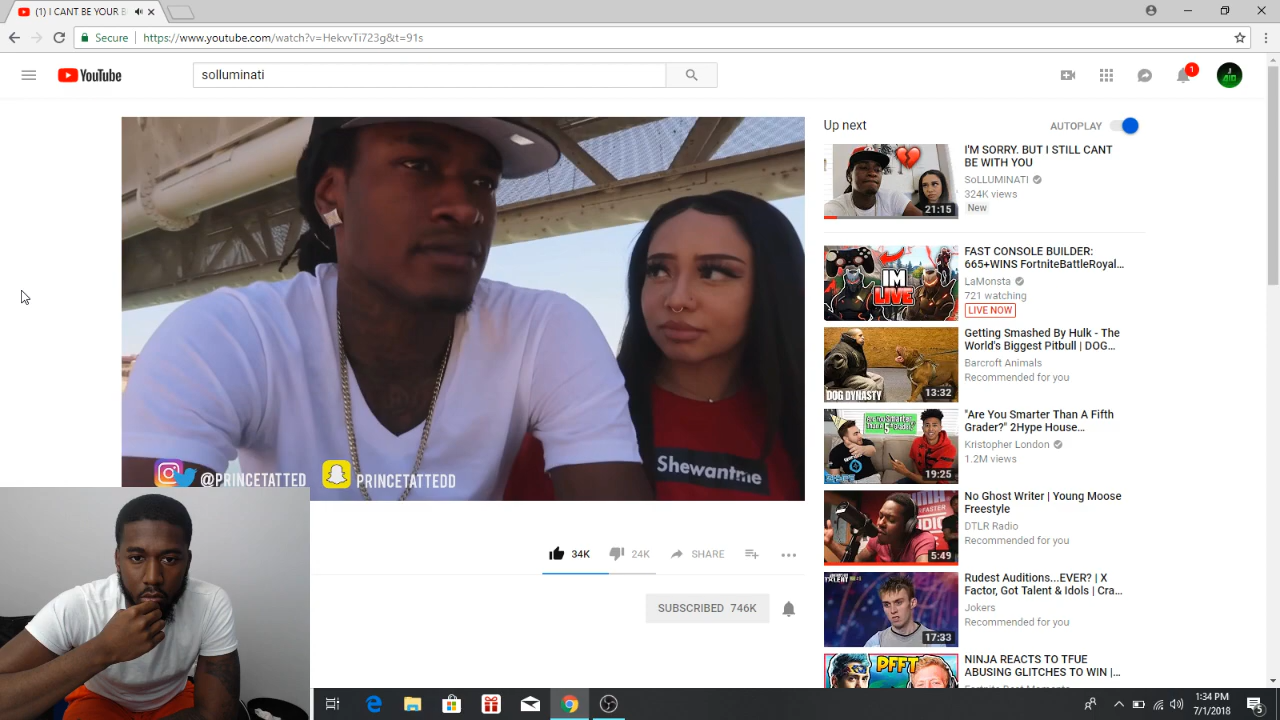 (1) I CANT BE YOUR B
Secure
https://www.youtube.com/watch?v=HekvvTi723g&t=91s
YouTube
solluminati
1
@PRINCETATTED
PRINCETATTEDD
Shewantme
34K
24K
SHARE
SUBSCRIBED 746K
Up next
AUTOPLAY
I'M SORRY. BUT I STILL CANT
BE WITH YOU
SoLLUMINATI
324K views
New
21:15
FAST CONSOLE BUILDER:
665+WINS FortniteBattleRoyal...
LaMonsta
721 watching
LIVE NOW
IM
LIVE
Getting Smashed By Hulk - The
World's Biggest Pitbull | DOG...
Barcroft Animals
Recommended for you
DOG DYNASTY
13:32
"Are You Smarter Than A Fifth
Grader?" 2Hype House...
Kristopher London
1.2M views
19:25
No Ghost Writer | Young Moose
Freestyle
DTLR Radio
Recommended for you
5:49
Rudest Auditions...EVER? | X
Factor, Got Talent & Idols | Cra...
Jokers
Recommended for you
17:33
NINJA REACTS TO TFUE
ABUSING GLITCHES TO WIN |...
PFFT
1:34 PM
7/1/2018
5